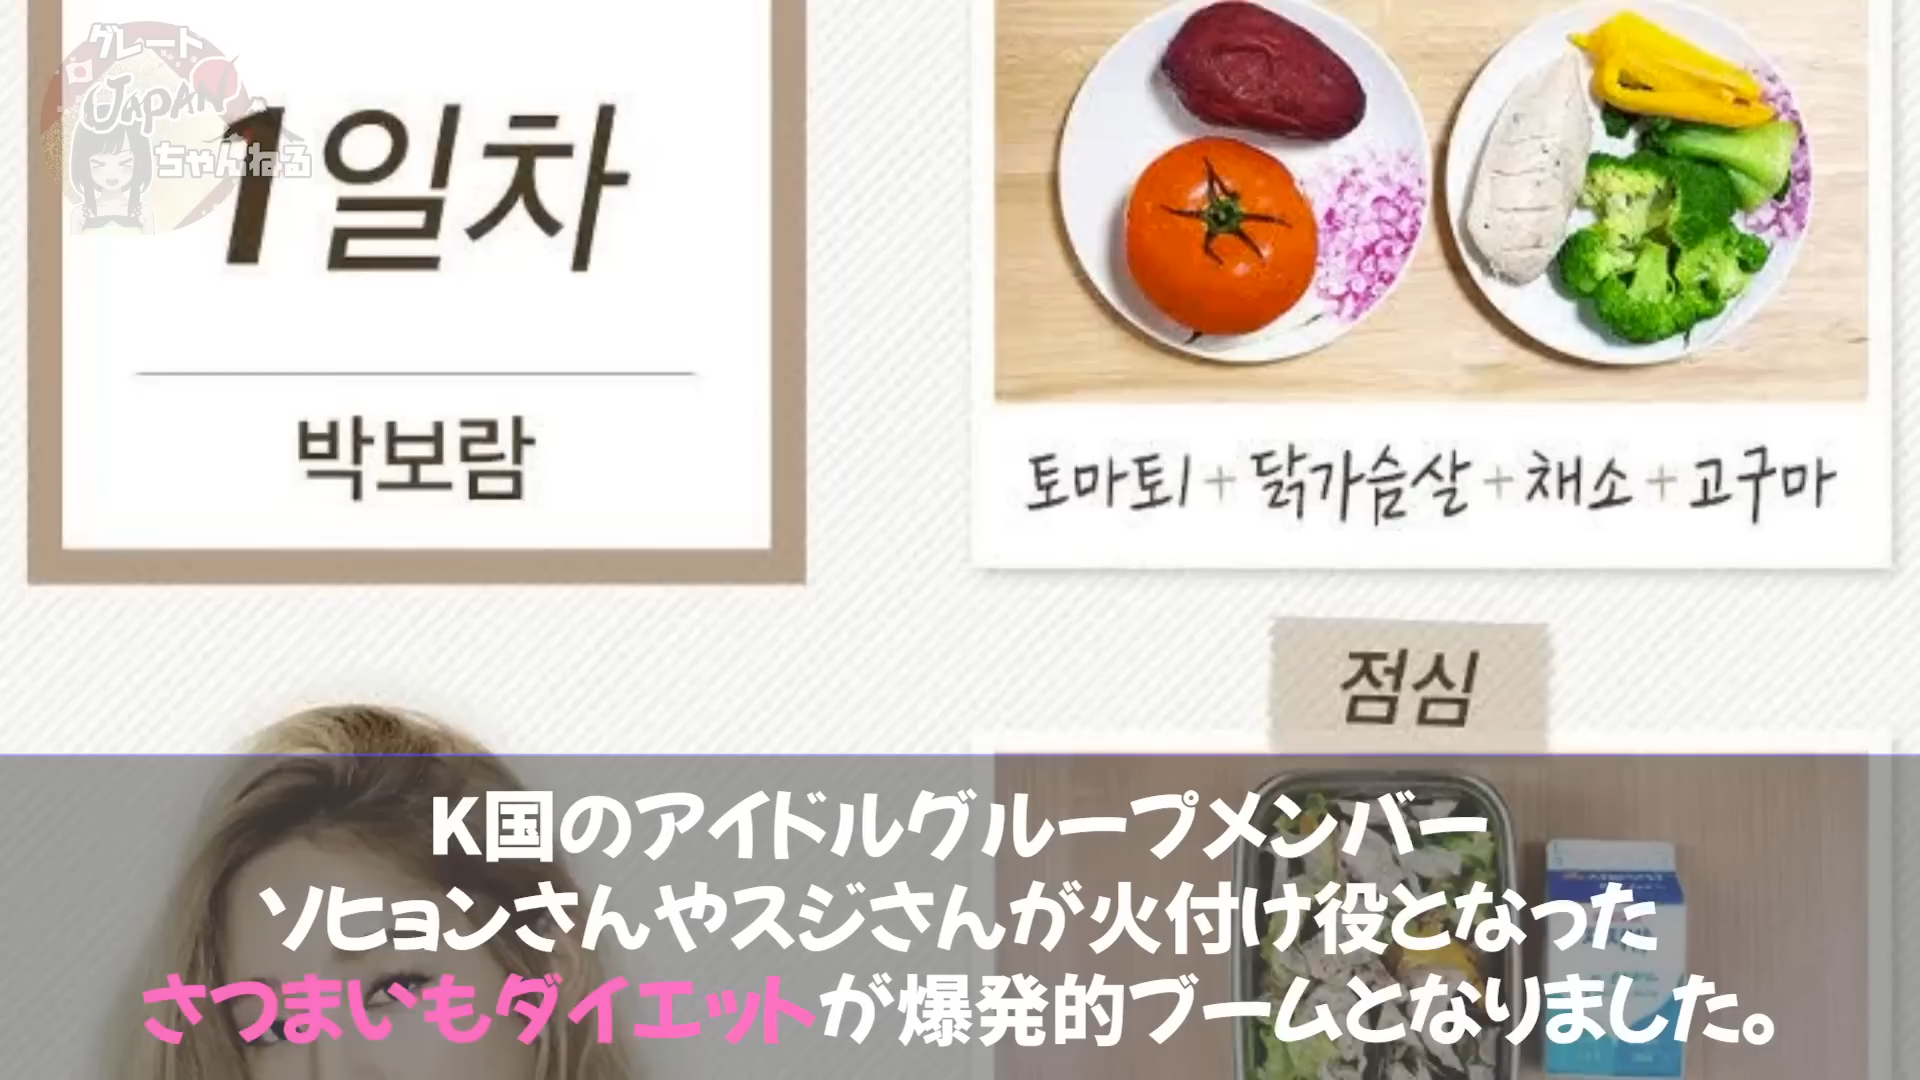 グレート
JAPAN
ちゃんねる
1일차
박보람
토마토+닭가슴살+채소+고구마
점심
K国のアイドルグループメンバー
ソヒョンさんやスジさんが火付け役となった
さつまいもダイエットが爆発的ブームとなりました。